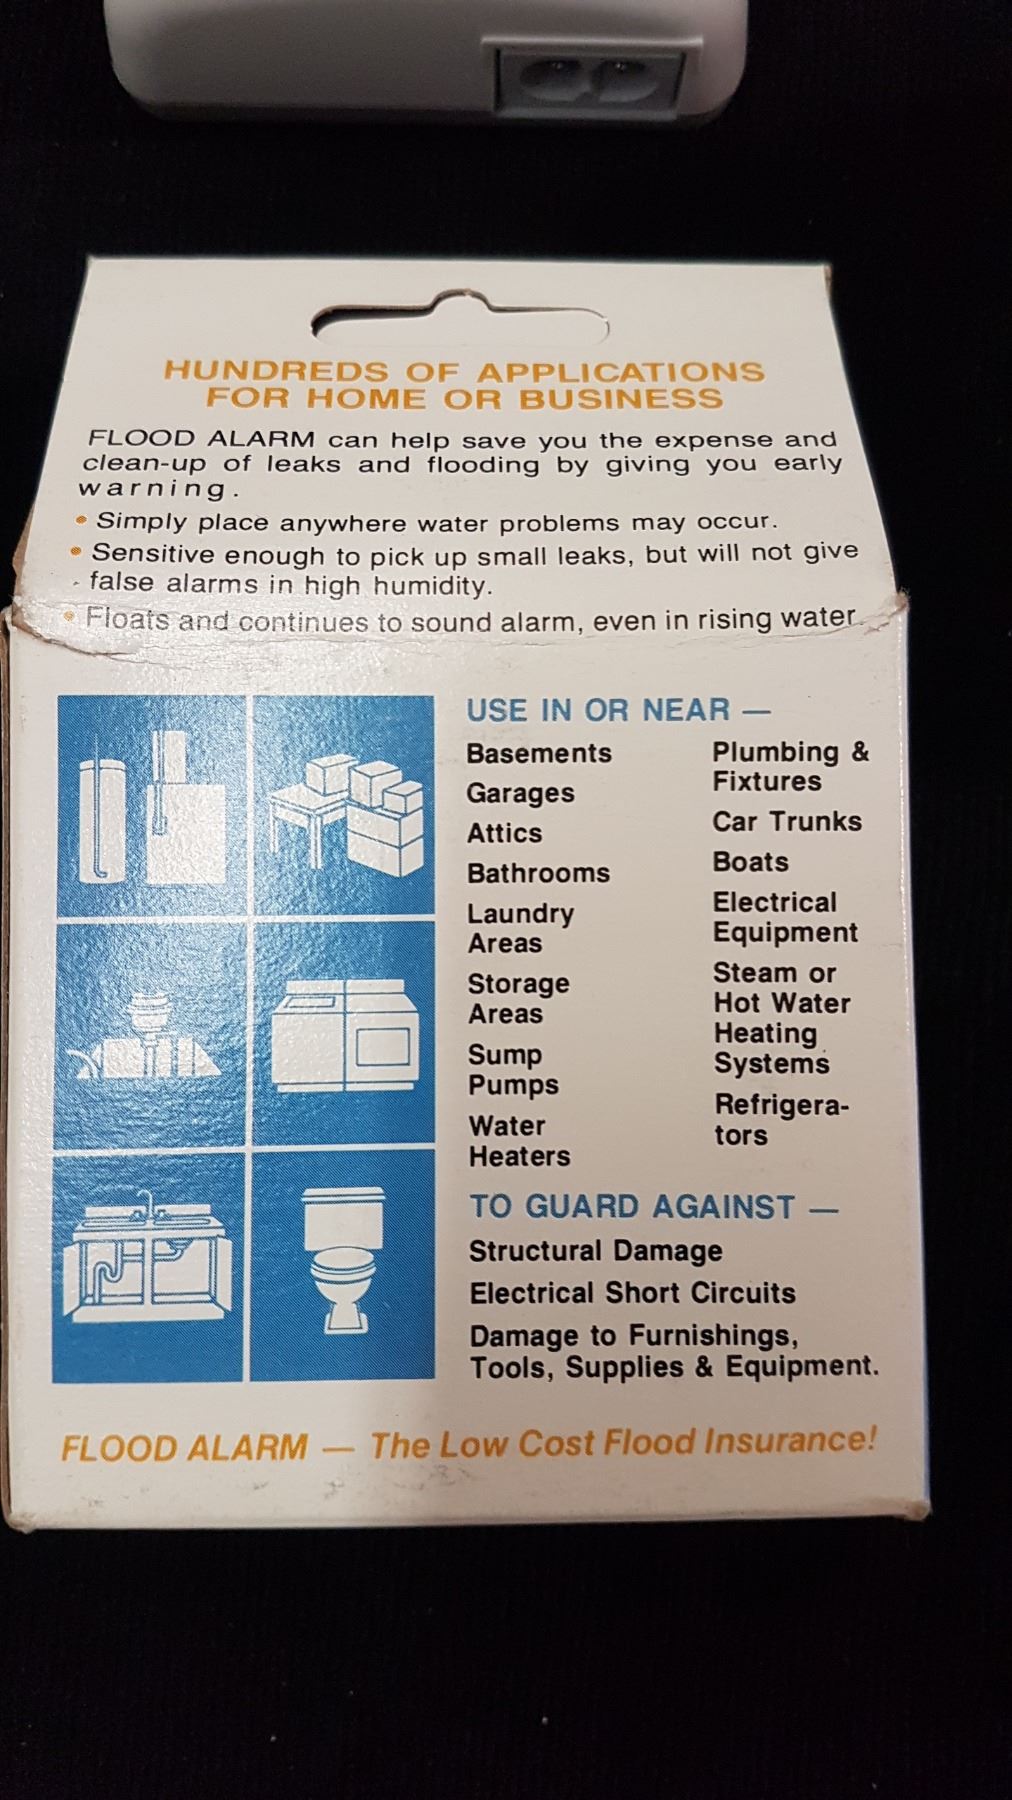 HUNDREDS OF APPLICATIONS
FOR HOME OR BUSINESS
FLOOD ALARM can help save you the expense and
clean-up of leaks and flooding by giving you early
warning.
• Simply place anywhere water problems may occur.
• Sensitive enough to pick up small leaks, but will not give
false alarms in high humidity.
• Floats and continues to sound alarm, even in rising water.
USE IN OR NEAR —
Basements
Garages
Attics
Bathrooms
Laundry
Areas
Storage
Areas
Sump
Pumps
Water
Heaters
Plumbing &
Fixtures
Car Trunks
Boats
Electrical
Equipment
Steam or
Hot Water
Heating
Systems
Refrigera-
tors
TO GUARD AGAINST —
Structural Damage
Electrical Short Circuits
Damage to Furnishings,
Tools, Supplies & Equipment.
FLOOD ALARM — The Low Cost Flood Insurance!